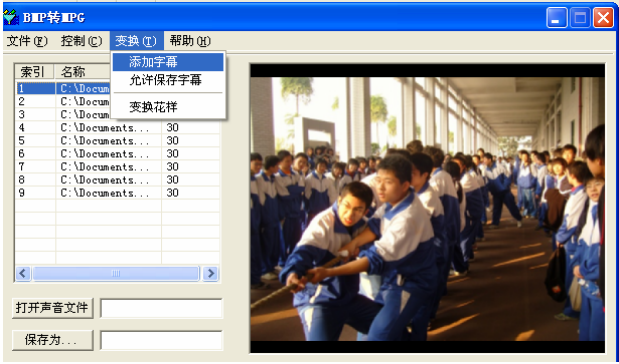 BMP转MPG
文件(F) 控制(C) 变换(T) 帮助(H)
添加字幕
允许保存字幕
变换花样
索引 名称
1 C:\Docum
2 C:\Docum
3 C:\Docum
4 C:\Documents... 30
5 C:\Documents... 30
6 C:\Documents... 30
7 C:\Documents... 30
8 C:\Documents... 30
9 C:\Documents... 30
打开声音文件
保存为...